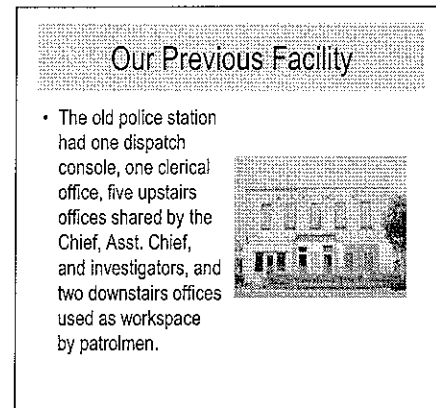 Our Previous Facility
• The old police station
had one dispatch
console, one clerical
office, five upstairs
offices shared by the
Chief, Asst. Chief,
and investigators, and
two downstairs offices
used as workspace
by patrolmen.